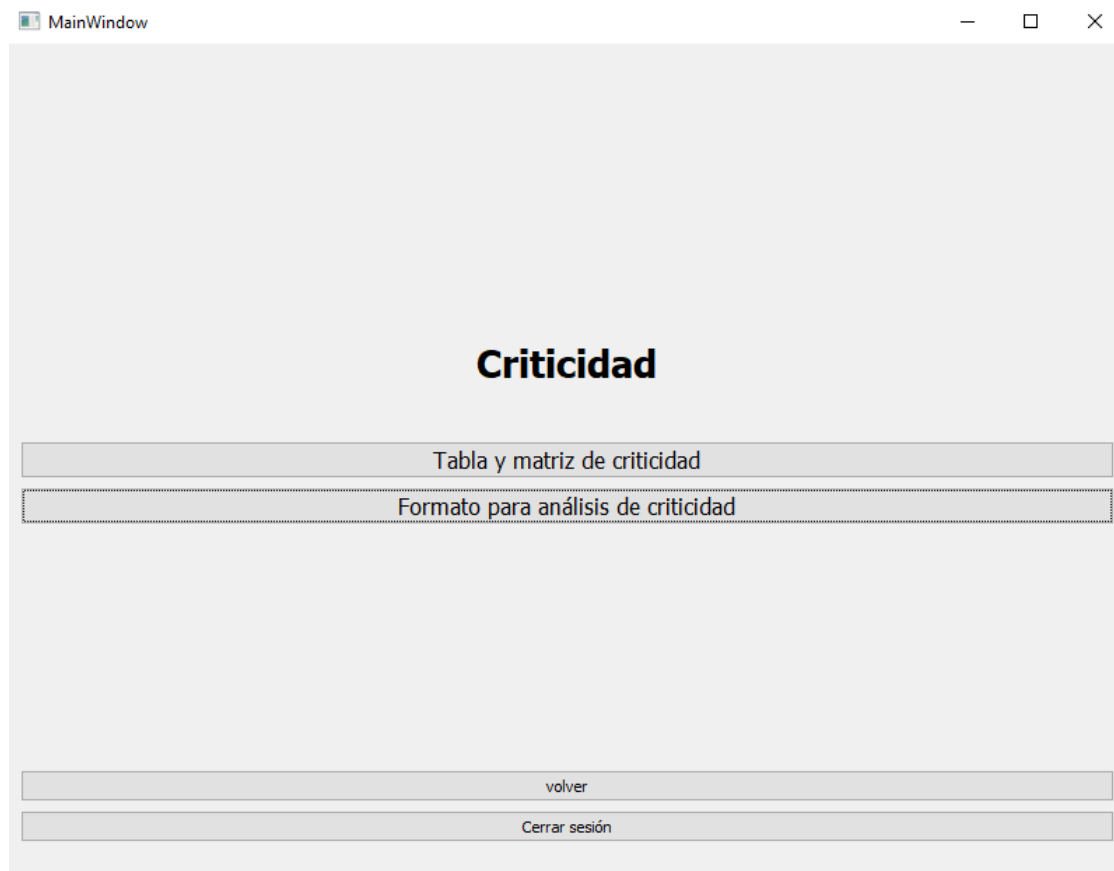 MainWindow
Criticidad
Tabla y matriz de criticidad
Formato para análisis de criticidad
volver
Cerrar sesión